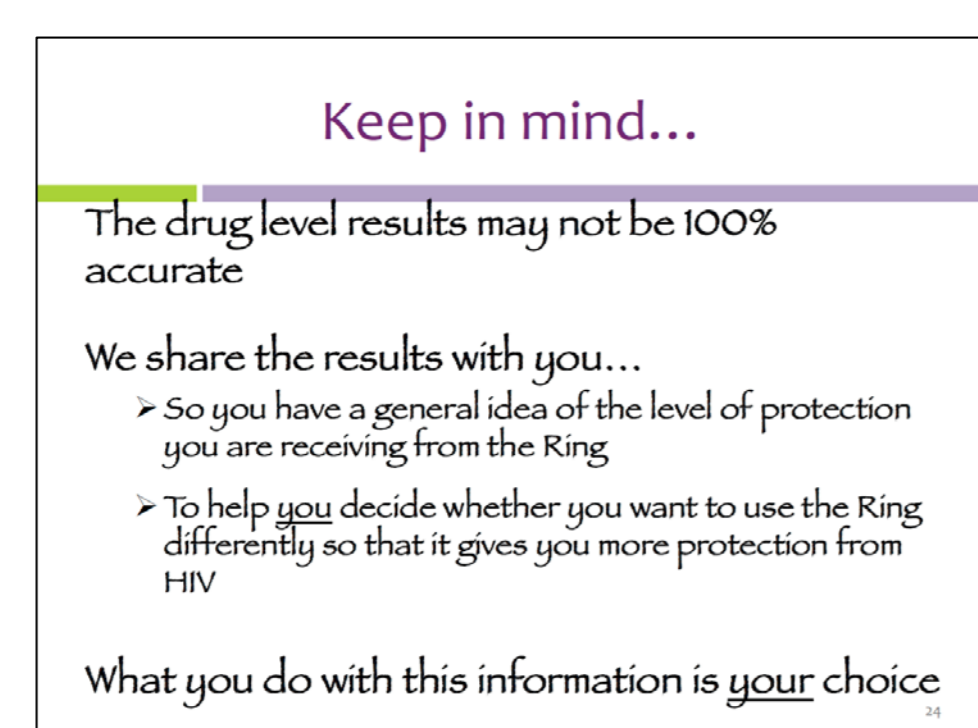 Keep in mind...
The drug level results may not be 100%
accurate
We share the results with you...
➢ So you have a general idea of the level of protection
you are receiving from the Ring
➢ To help you decide whether you want to use the Ring
differently so that it gives you more protection from
HIV
What you do with this information is your choice
24